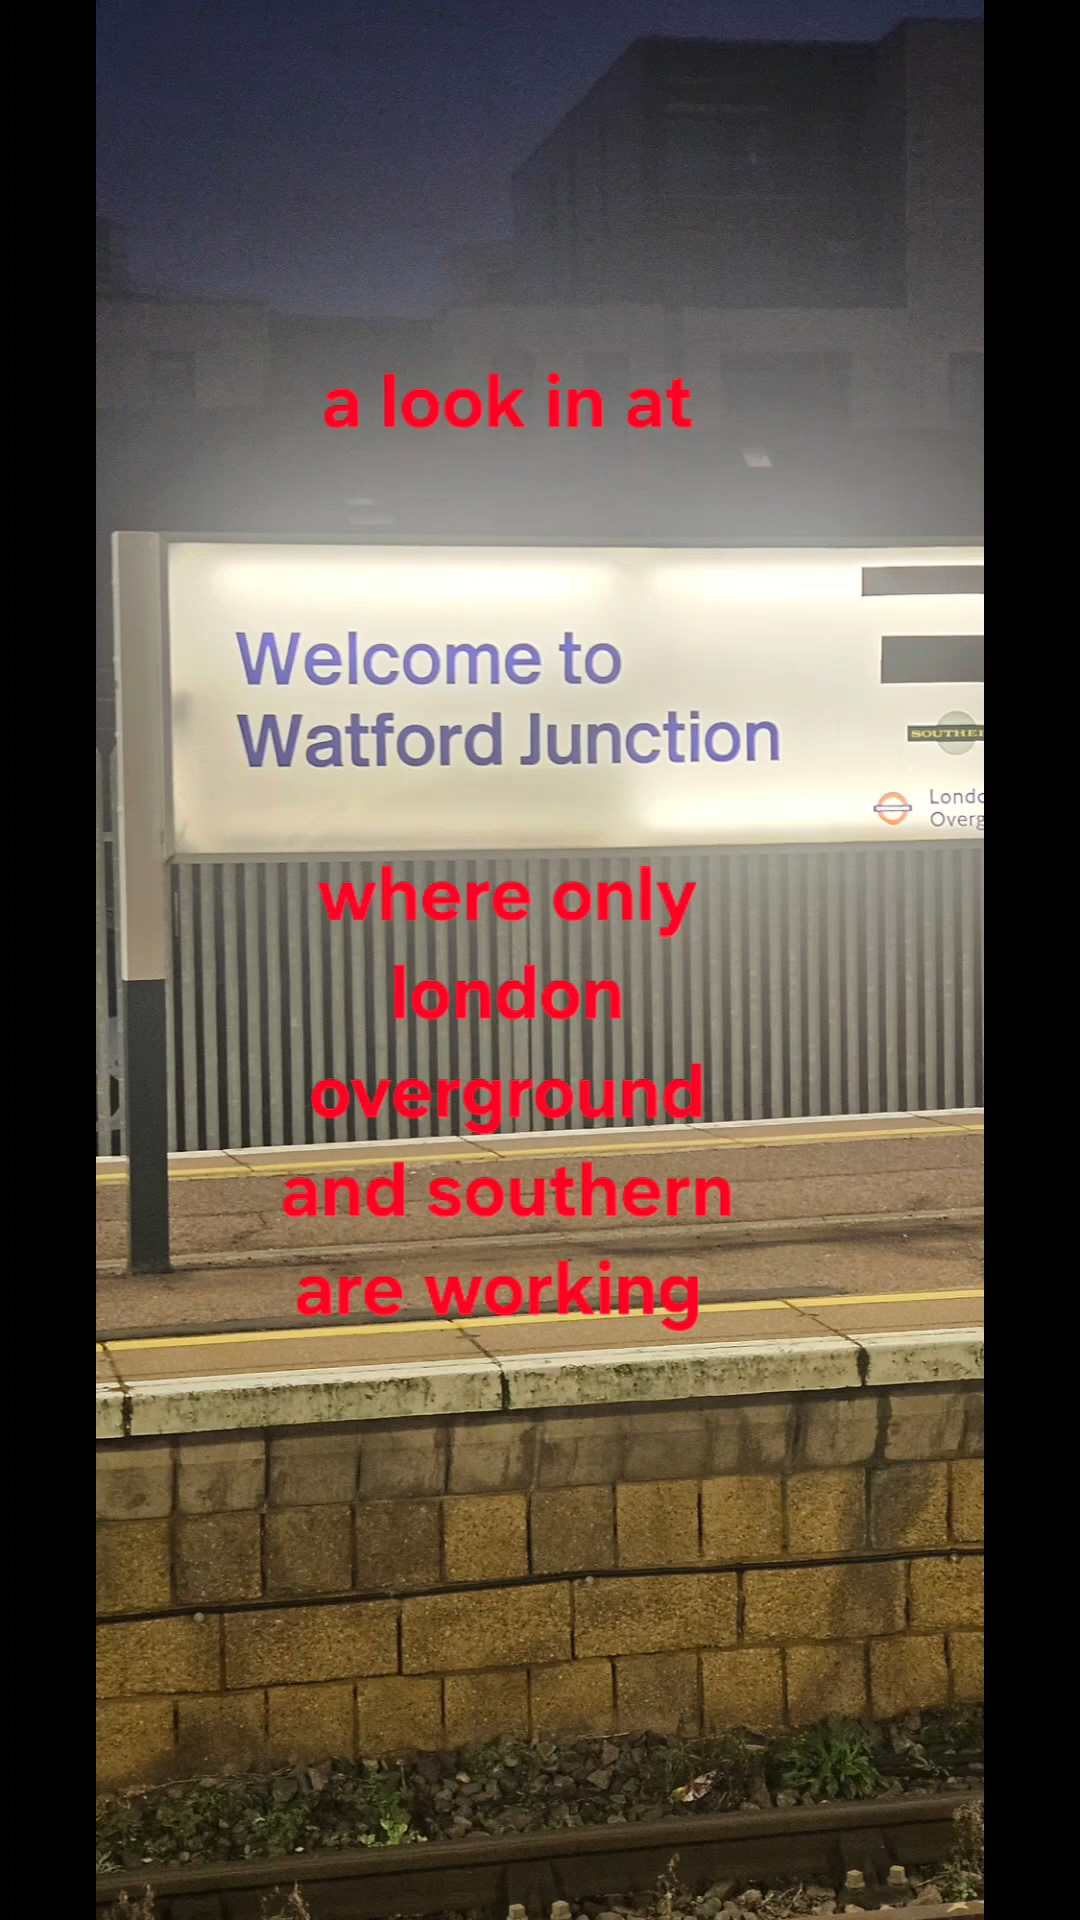 a look in at
Welcome to
Watford Junction
where only
london
overground
and southern
are working